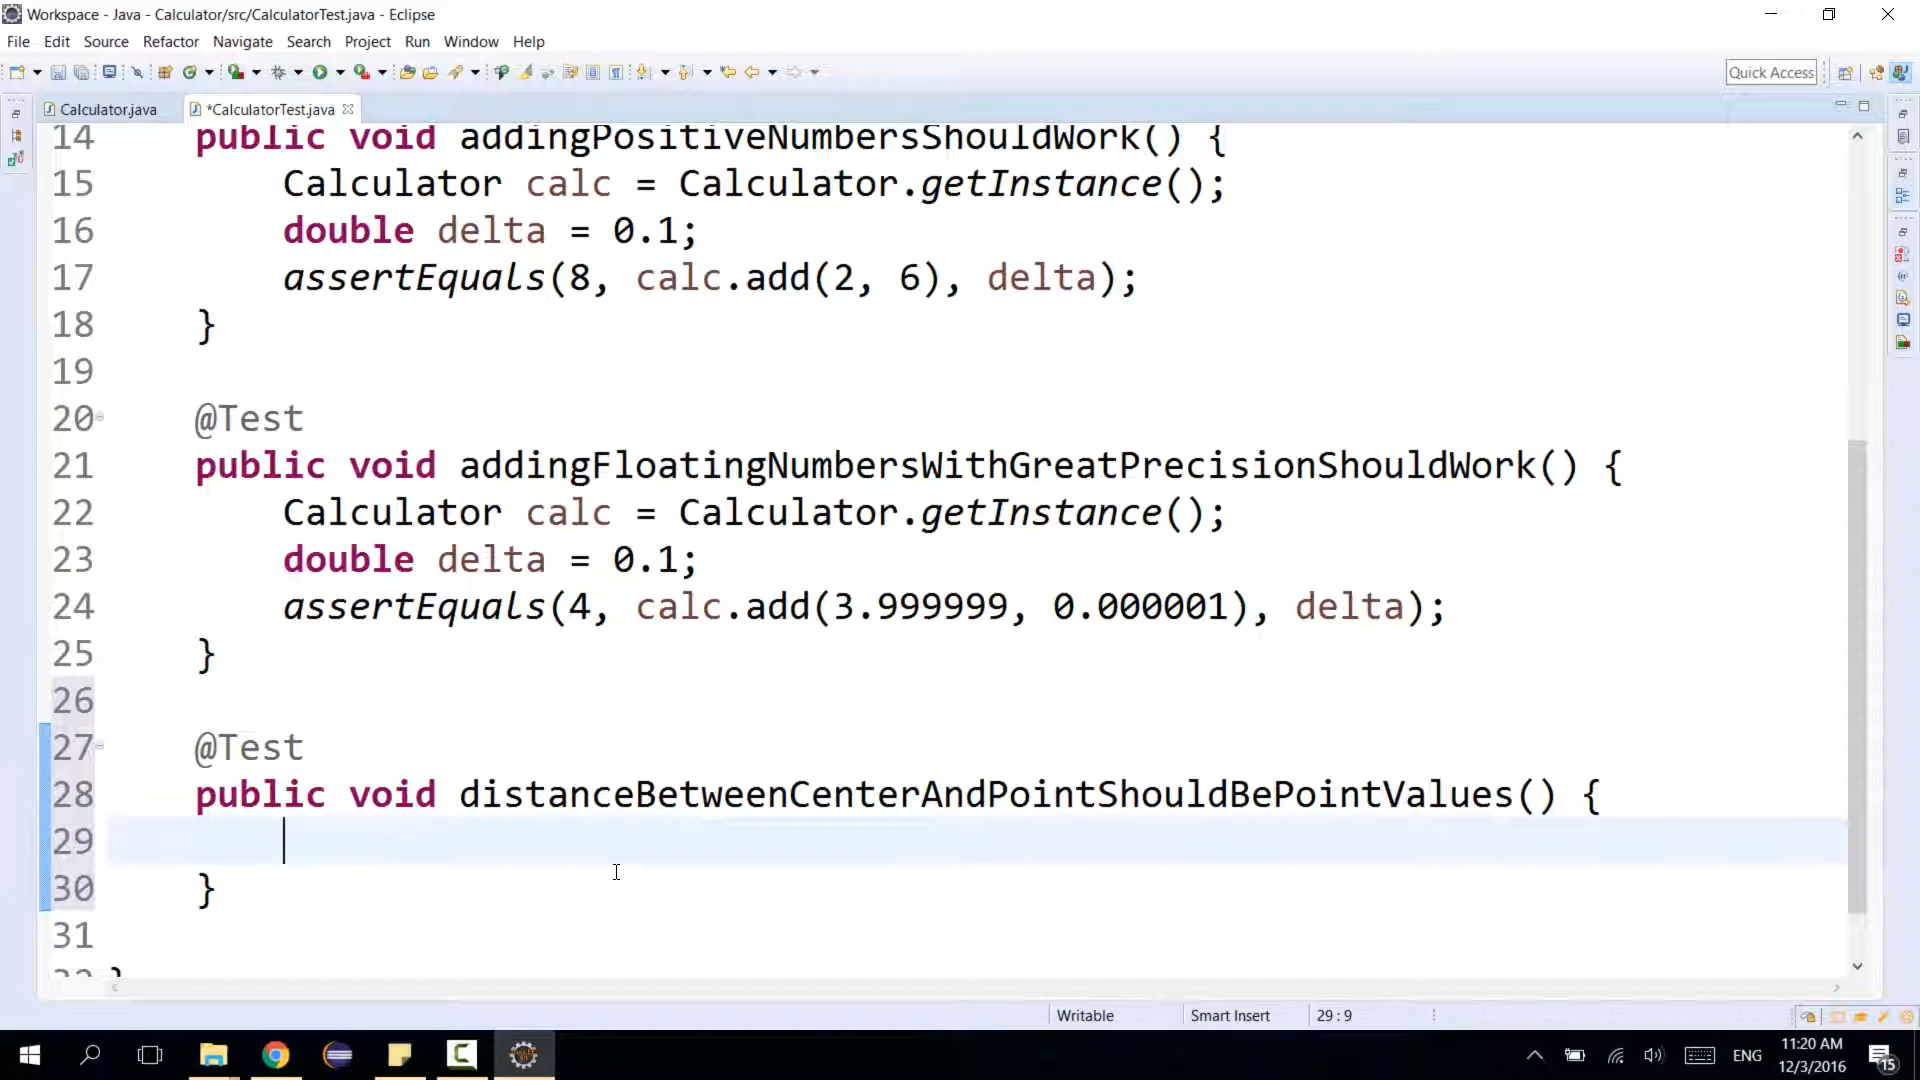 Workspace - Java - Calculator/src/CalculatorTest.java - Eclipse
File Edit Source Refactor Navigate Search Project Run Window Help
Quick Access
Calculator.java *CalculatorTest.java
14 public void addingPositiveNumbersShouldWork() {
15 Calculator calc = Calculator.getInstance();
16 double delta = 0.1;
17 assertEquals(8, calc.add(2, 6), delta);
18 }
19
20 @Test
21 public void addingFloatingNumbersWithGreatPrecisionShouldWork() {
22 Calculator calc = Calculator.getInstance();
23 double delta = 0.1;
24 assertEquals(4, calc.add(3.999999, 0.000001), delta);
25 }
26
27 @Test
28 public void distanceBetweenCenterAndPointShouldBePointValues() {
29
30 }
31
32 }
Writable Smart Insert 29 : 9
ENG 11:20 AM 15
12/3/2016